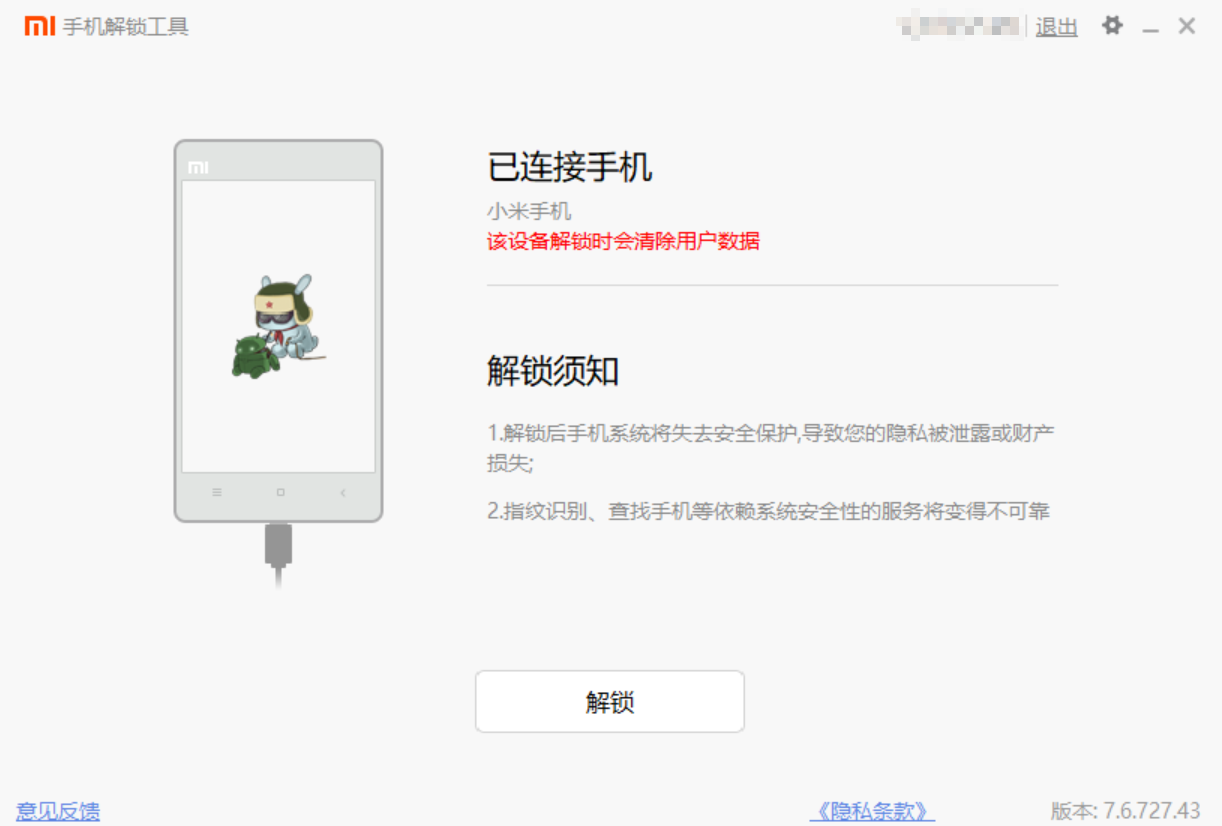 mi 手机解锁工具
退出
mi
已连接手机
小米手机
该设备解锁时会清除用户数据
解锁须知
1.解锁后手机系统将失去安全保护,导致您的隐私被泄露或财产
损失;
2.指纹识别、查找手机等依赖系统安全性的服务将变得不可靠
解锁
意见反馈
《隐私条款》
版本: 7.6.727.43